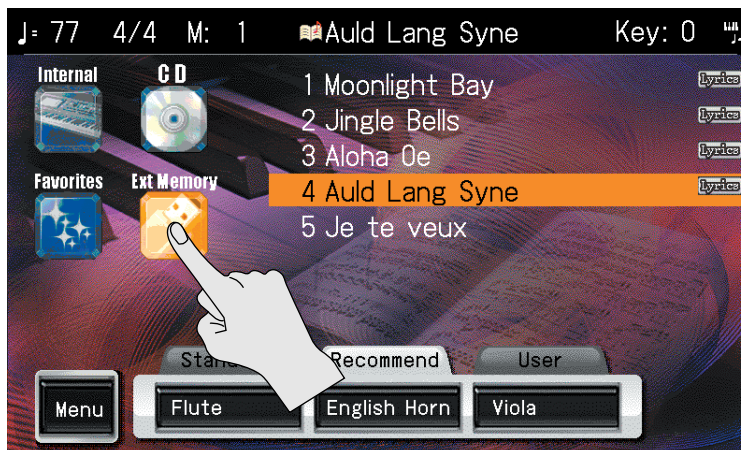 ♩= 77 4/4 M: 1 Auld Lang Syne Key: 0
Internal CD
Favorites Ext Memory
1 Moonlight Bay Lyrics
2 Jingle Bells Lyrics
3 Aloha Oe Lyrics
4 Auld Lang Syne Lyrics
5 Je te veux
Recommend User
Menu Flute English Horn Viola